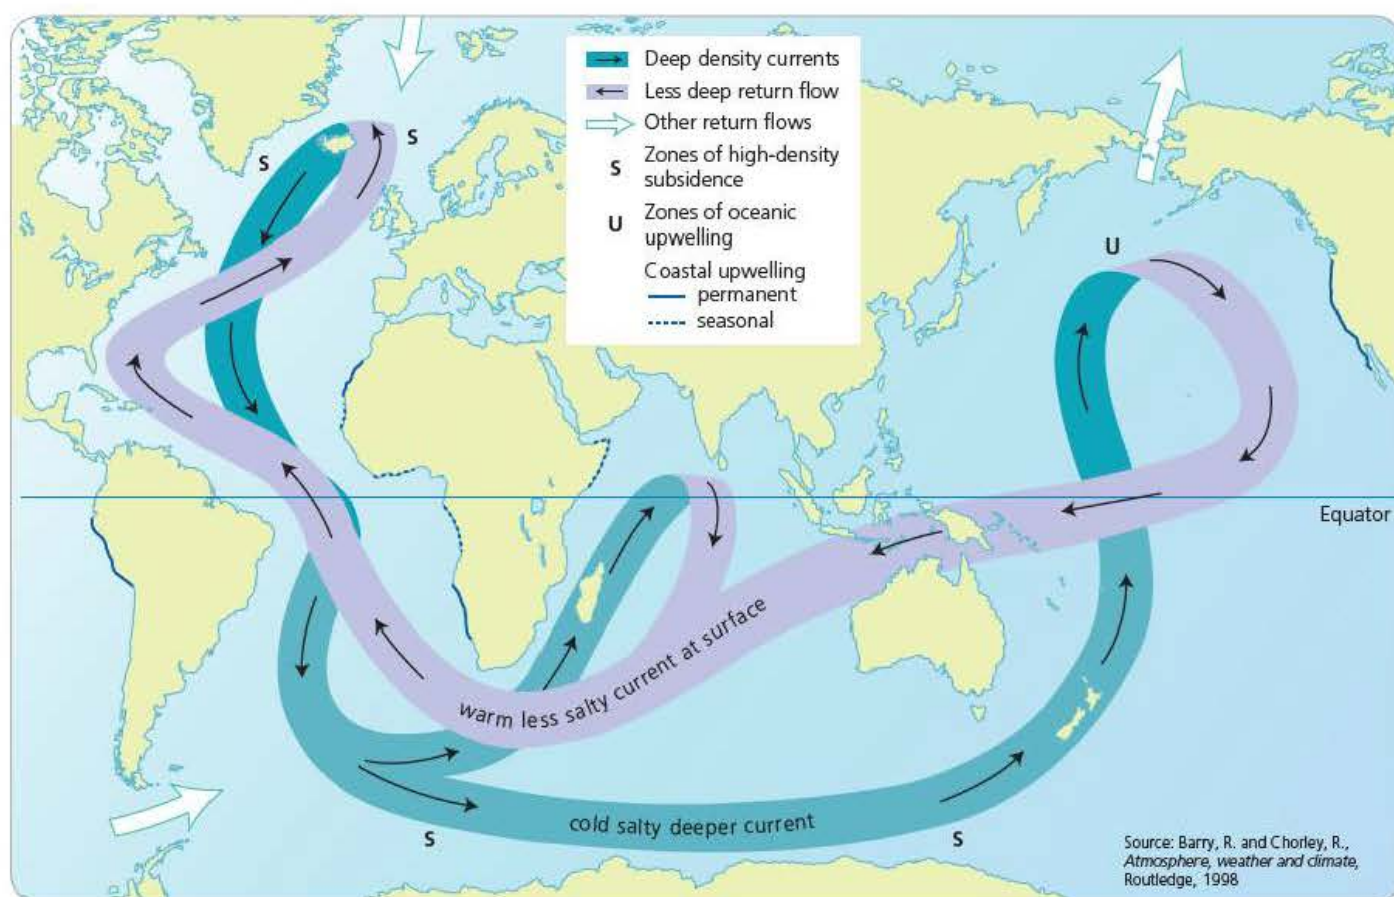 Deep density currents
Less deep return flow
Other return flows
S
Zones of high-density
subsidence
U
Zones of oceanic
upwelling
Coastal upwelling
permanent
seasonal
S
S
U
Equator
warm less salty current at surface
cold salty deeper current
S
S
Source: Barry, R. and Chorley, R.,
Atmosphere, weather and climate,
Routledge, 1998